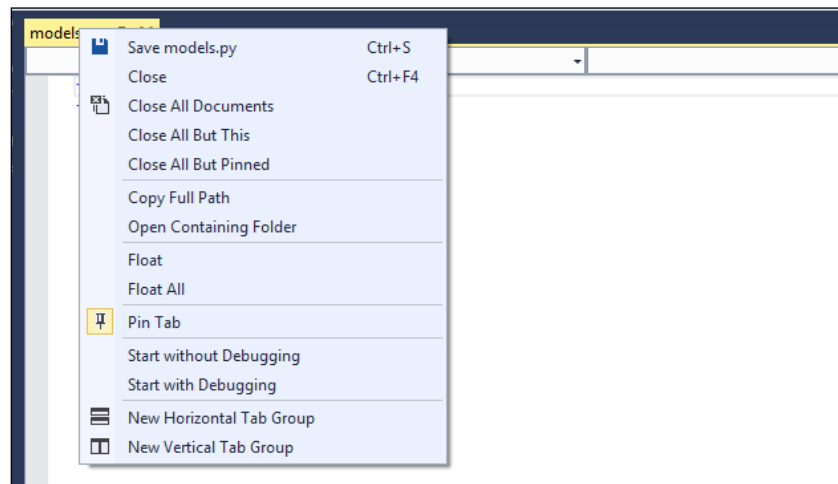 models
Save models.py Ctrl+S
Close Ctrl+F4
Close All Documents
Close All But This
Close All But Pinned
Copy Full Path
Open Containing Folder
Float
Float All
Pin Tab
Start without Debugging
Start with Debugging
New Horizontal Tab Group
New Vertical Tab Group